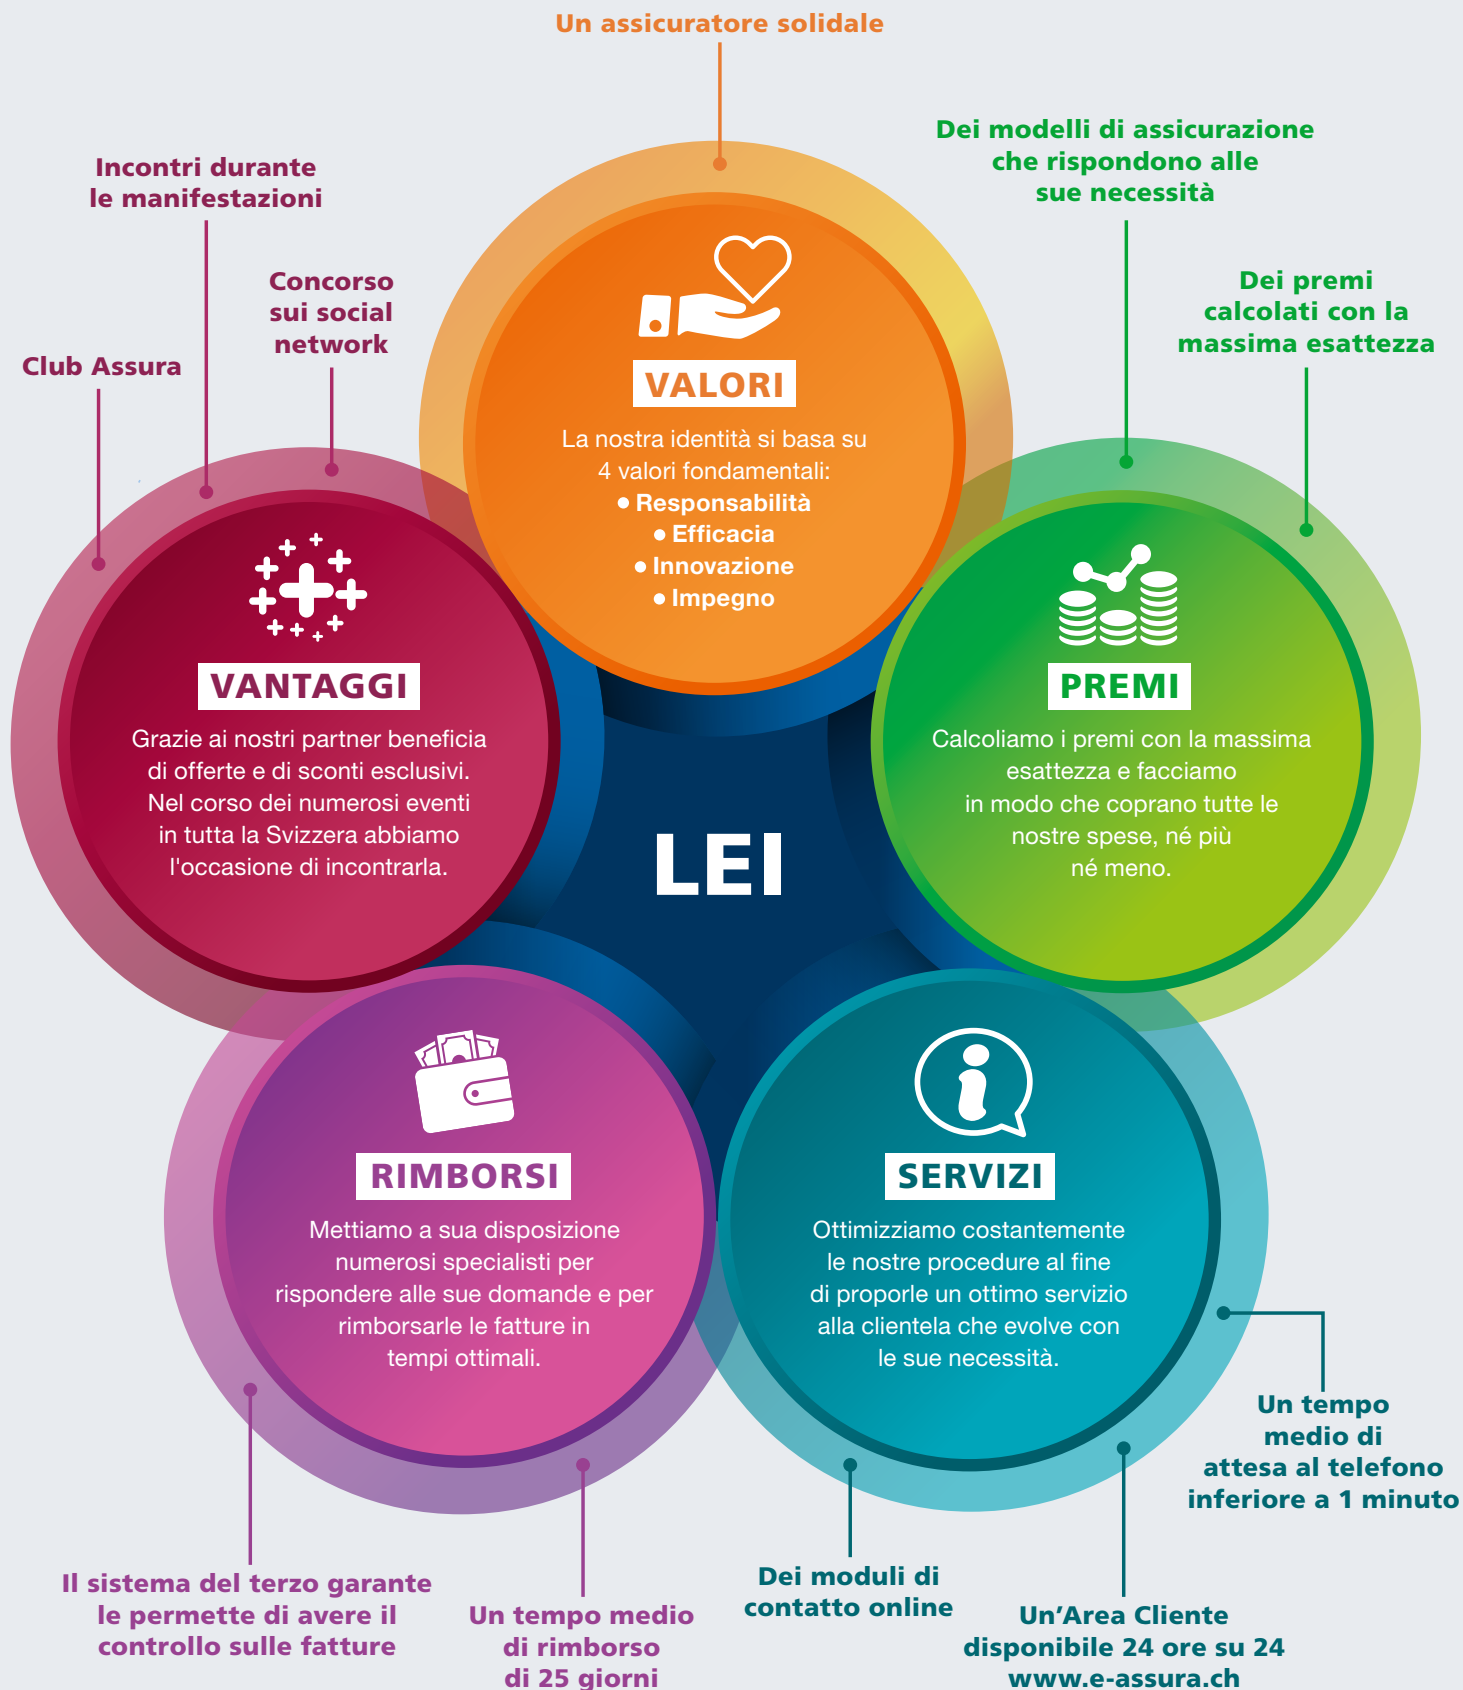 Un assicuratore solidale
Incontri durante
le manifestazioni
Concorso
sui social
network
Club Assura
Dei modelli di assicurazione
che rispondono alle
sue necessità
Dei premi
calcolati con la
massima esattezza
VALORI
La nostra identità si basa su
4 valori fondamentali:
• Responsabilità
• Efficacia
• Innovazione
• Impegno
VANTAGGI
Grazie ai nostri partner beneficia
di offerte e di sconti esclusivi.
Nel corso dei numerosi eventi
in tutta la Svizzera abbiamo
l'occasione di incontrarla.
PREMI
Calcoliamo i premi con la massima
esattezza e facciamo
in modo che coprano tutte le
nostre spese, né più
né meno.
LEI
RIMBORSI
Mettiamo a sua disposizione
numerosi specialisti per
rispondere alle sue domande e per
rimborsarle le fatture in
tempi ottimali.
SERVIZI
Ottimizziamo costantemente
le nostre procedure al fine
di proporle un ottimo servizio
alla clientela che evolve con
le sue necessità.
Un tempo
medio di
attesa al telefono
inferiore a 1 minuto
Il sistema del terzo garante
le permette di avere il
controllo sulle fatture
Un tempo medio
di rimborso
di 25 giorni
Dei moduli di
contatto online
Un’Area Cliente
disponibile 24 ore su 24
www.e-assura.ch